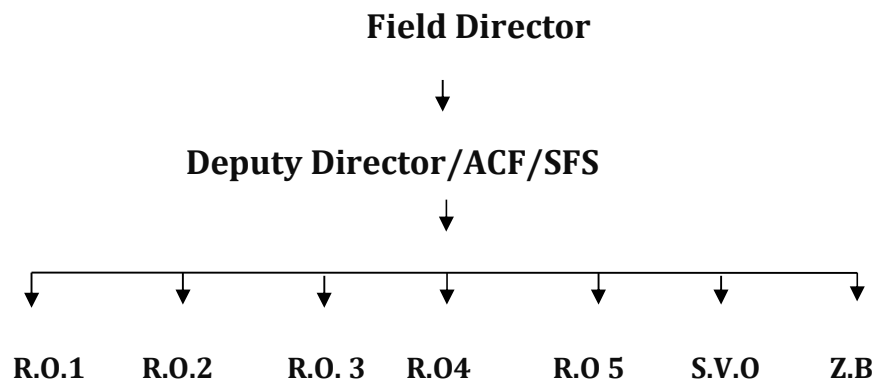 Field Director
Deputy Director/ACF/SFS
R.O.1 R.O.2 R.O. 3 R.O4 R.O 5 S.V.O Z.B